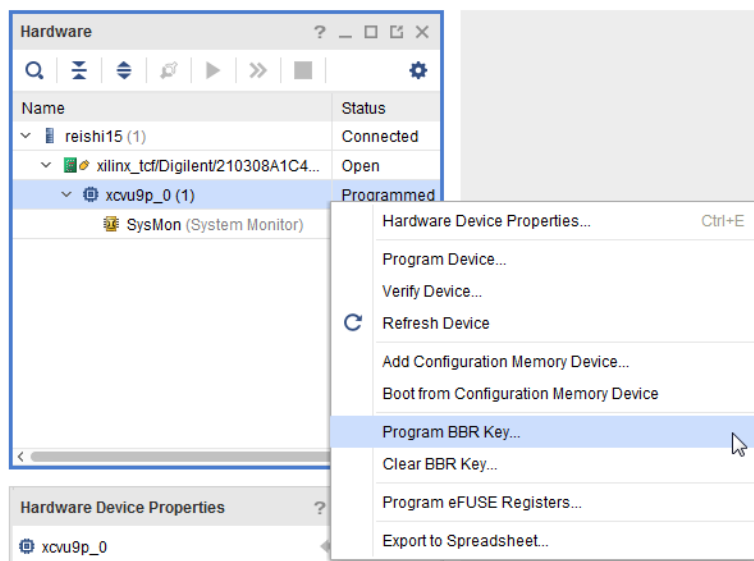 Hardware
?
Name Status
reishi15 (1) Connected
xilinx_tcf/Digilent/210308A1C4... Open
xcvu9p_0 (1) Programmed
SysMon (System Monitor)
Hardware Device Properties... Ctrl+E
Program Device...
Verify Device...
Refresh Device
Add Configuration Memory Device...
Boot from Configuration Memory Device
Program BBR Key...
Clear BBR Key...
Program eFUSE Registers...
Export to Spreadsheet...
Hardware Device Properties ?
xcvu9p_0